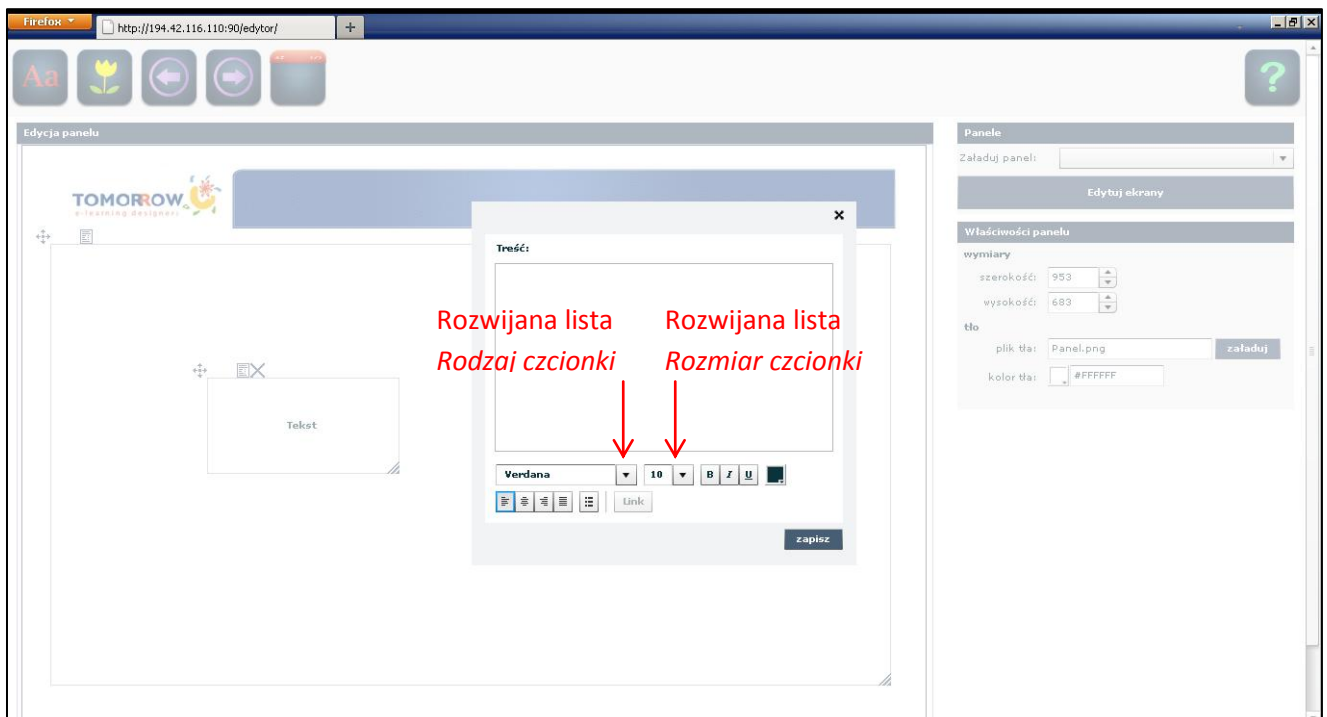 Firefox
http://194.42.116.110:90/edytor/
+
Aa
?
Edycja panelu
TOMORROW
e-learning designers
Tekst
Treść:
Rozwijana lista
Rodzaj czcionki
Rozwijana lista
Rozmiar czcionki
Verdana
10
B I U
Link
zapisz
Panele
Załaduj panel:
Edytuj ekrany
Właściwości panelu
wymiary
szerokość: 953
wysokość: 683
tło
plik tła: Panel.png załaduj
kolor tła: #FFFFFF